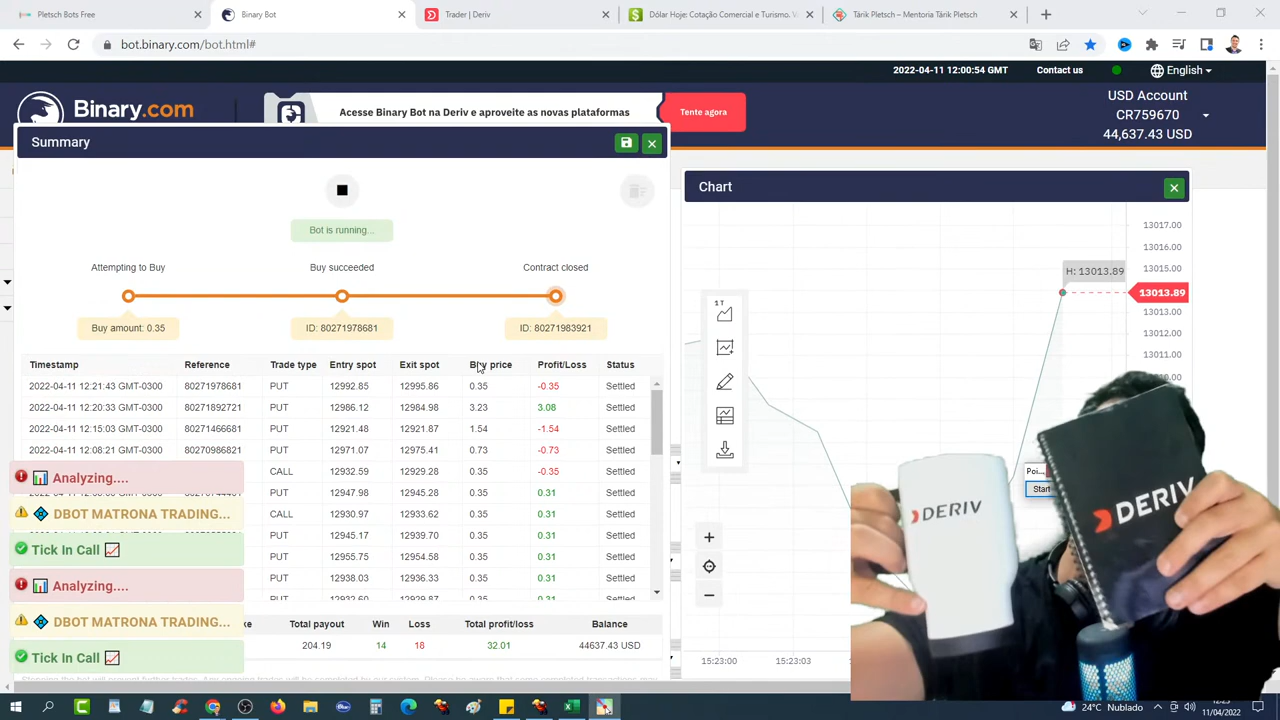 Pletsch Bots Free
Binary Bot
Trader | Deriv
Dólar Hoje: Cotação Comercial e Turismo. V
Tárik Pletsch – Mentoria Tárik Pletsch
bot.binary.com/bot.html#
2022-04-11 12:00:54 GMT
Contact us
English
Binary.com
Acesse Binary Bot na Deriv e aproveite as novas plataformas
Tente agora
USD Account
CR759670
44,637.43 USD
Summary
Bot is running...
Attempting to Buy
Buy succeeded
Contract closed
Buy amount: 0.35
ID: 80271978681
ID: 80271983921
Timestamp Reference Trade type Entry spot Exit spot Buy price Profit/Loss Status
2022-04-11 12:21:43 GMT-0300 80271978681 PUT 12992.85 12995.86 0.35 -0.35 Settled
2022-04-11 12:20:33 GMT-0300 80271892721 PUT 12986.12 12984.98 3.23 3.08 Settled
2022-04-11 12:15:03 GMT-0300 80271466681 PUT 12921.48 12921.87 1.54 -1.54 Settled
2022-04-11 12:08:21 GMT-0300 80270986821 PUT 12971.07 12975.41 0.73 -0.73 Settled
CALL 12932.59 12929.28 0.35 -0.35 Settled
PUT 12947.98 12945.28 0.35 0.31 Settled
CALL 12930.97 12933.62 0.35 0.31 Settled
PUT 12945.17 12939.70 0.35 0.31 Settled
PUT 12955.75 12954.58 0.35 0.31 Settled
PUT 12938.03 12936.33 0.35 0.31 Settled
PUT 12932.60 12929.87 0.35 0.31 Settled
Analyzing....
DBOT MATRONA TRADING...
Tick In Call
Analyzing....
DBOT MATRONA TRADING...
Tick In Call
Total payout Win Loss Total profit/loss Balance
204.19 14 18 32.01 44637.43 USD
Chart
1 T
13017.00
13016.00
13015.00
H: 13013.89
13013.89
13013.00
13012.00
13011.00
15:23:00
15:23:03
Poi...
Start
DERIV
DERIV
24°C Nublado
11/04/2022